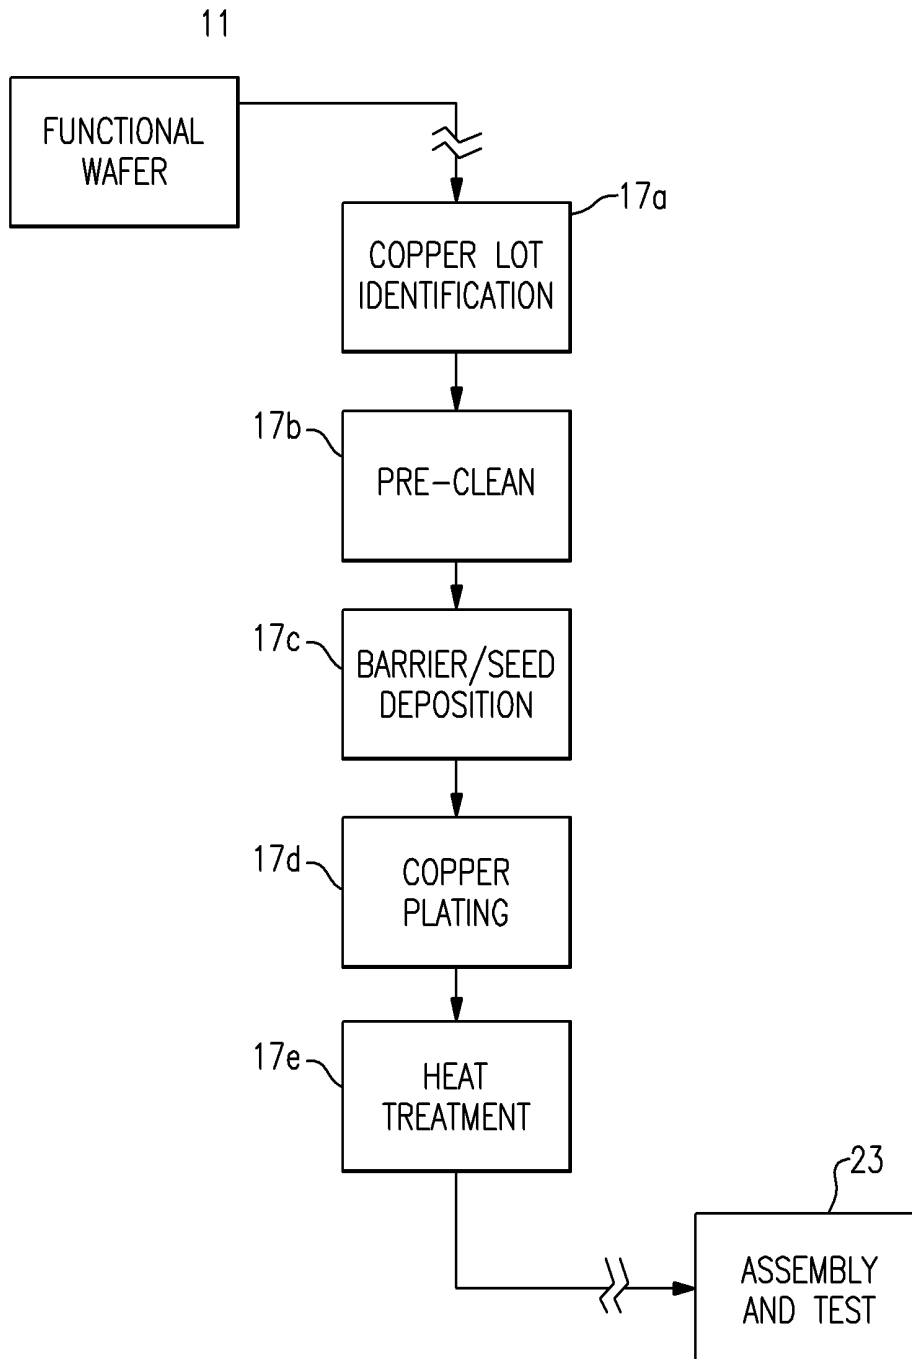 11
FUNCTIONAL
WAFER
17a
COPPER LOT
IDENTIFICATION
17b
PRE-CLEAN
17c
BARRIER/SEED
DEPOSITION
17d
COPPER
PLATING
17e
HEAT
TREATMENT
23
ASSEMBLY
AND TEST